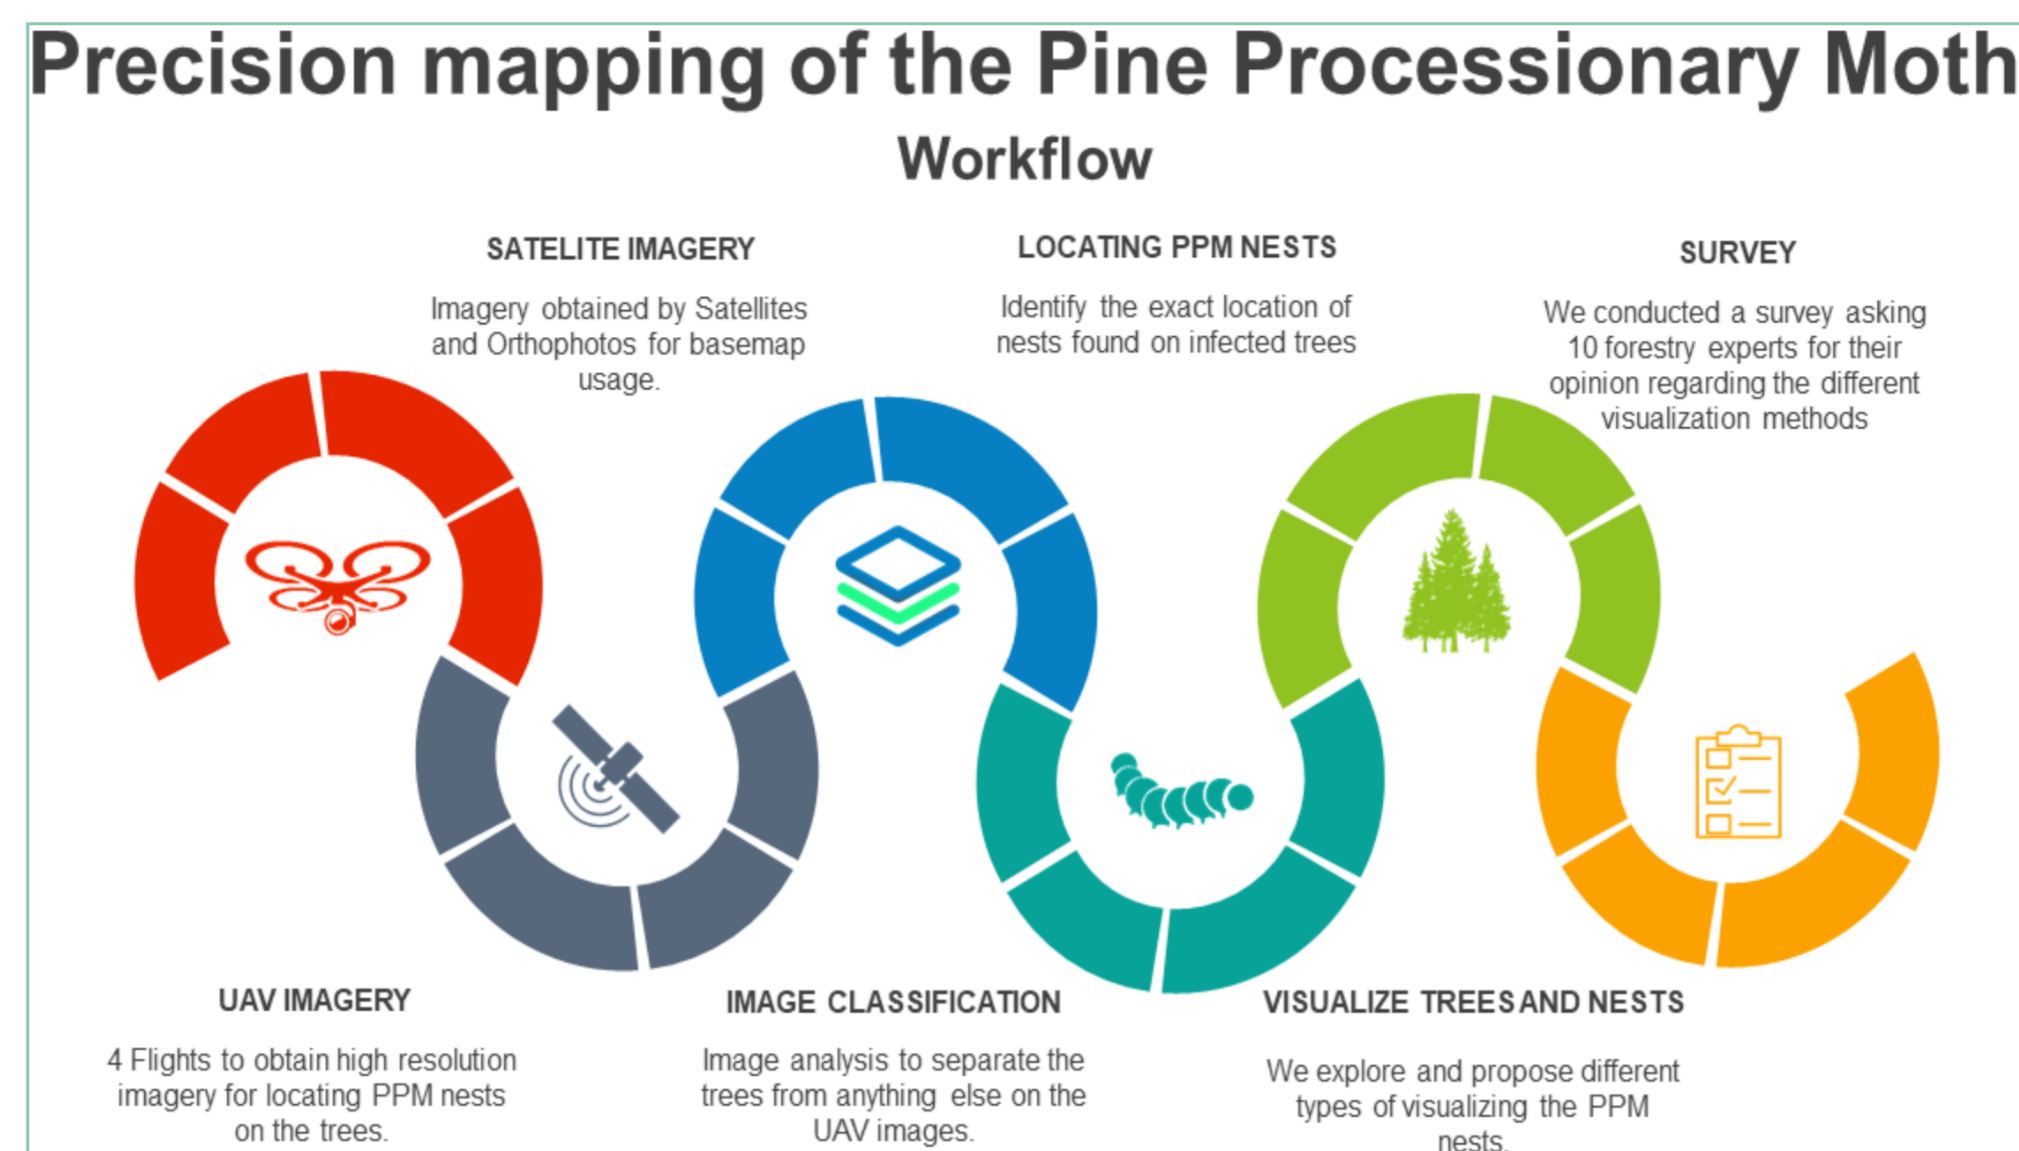 Precision mapping of the Pine Processionary Moth
Workflow
SATELITE IMAGERY
Imagery obtained by Satellites
and Orthophotos for basemap
usage.
LOCATING PPM NESTS
Identify the exact location of
nests found on infected trees
SURVEY
We conducted a survey asking
10 forestry experts for their
opinion regarding the different
visualization methods
UAV IMAGERY
4 Flights to obtain high resolution
imagery for locating PPM nests
on the trees.
IMAGE CLASSIFICATION
Image analysis to separate the
trees from anything else on the
UAV images.
VISUALIZE TREES AND NESTS
We explore and propose different
types of visualizing the PPM
nests.